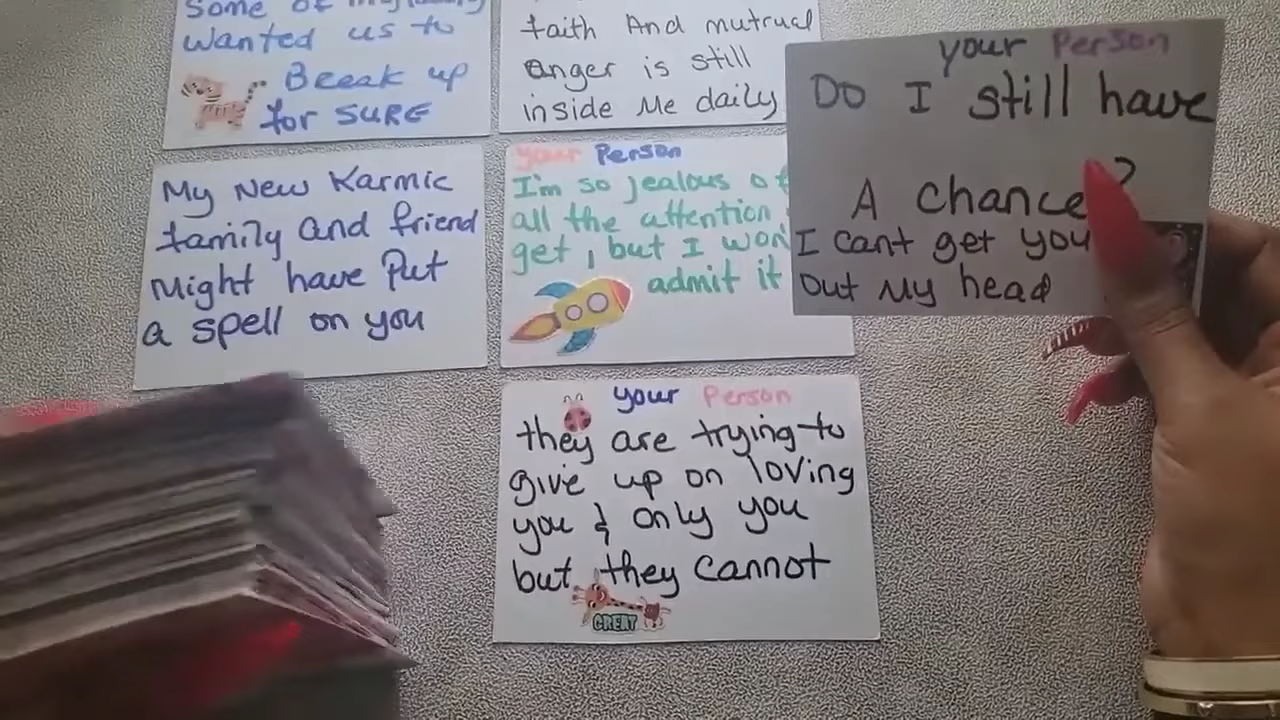 Some of
Wanted us to
Break up
for SURE
faith And mutrual
anger is still
inside Me daily
your Person
Do I still have
A chance?
I cant get you
out My head
My New Karmic
family and friend
Might have Put
a spell on you
your Person
I'm so jealous of
all the attention
get, but I won
admit it
your Person
they are trying to
give up on loving
you & only you
but they cannot
GREAT